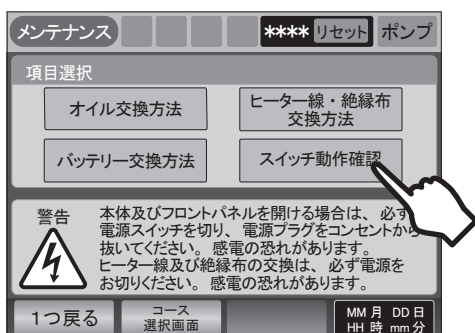 メンテナンス **** リセット ポンプ
項目選択
オイル交換方法
ヒーター線・絶縁布
交換方法
バッテリー交換方法
スイッチ動作確認
警告
本体及びフロントパネルを開ける場合は、必ず
電源スイッチを切り、電源プラグをコンセントから
抜いてください。感電の恐れがあります。
ヒーター線及び絶縁布の交換は、必ず電源を
お切りください。感電の恐れがあります。
1つ戻る
コース
選択画面
MM 月 DD 日
HH 時 mm 分